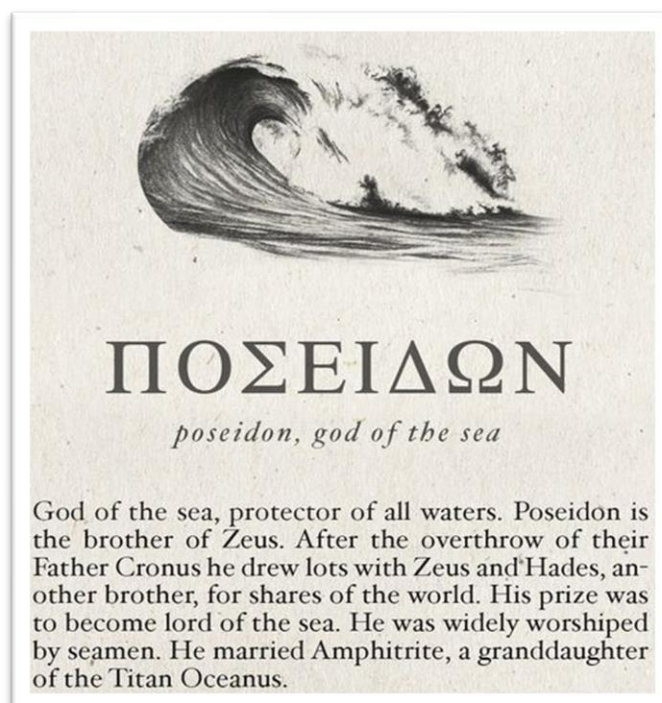 ΠΟΣΕΙΔΩΝ
poseidon, god of the sea
God of the sea, protector of all waters. Poseidon is
the brother of Zeus. After the overthrow of their
Father Cronus he drew lots with Zeus and Hades, an-
other brother, for shares of the world. His prize was
to become lord of the sea. He was widely worshiped
by seamen. He married Amphitrite, a granddaughter
of the Titan Oceanus.